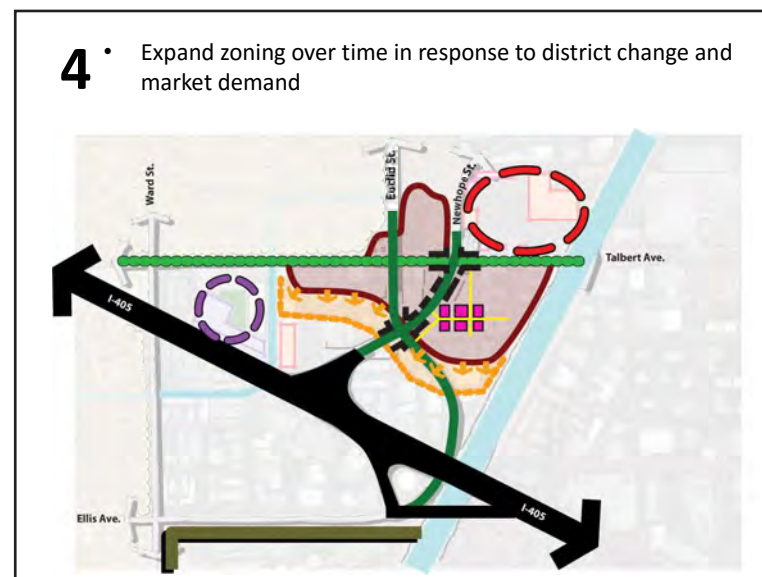 4
• Expand zoning over time in response to district change and
market demand
Ward St.
Euclid St.
Newhope St.
Talbert Ave.
I-405
Ellis Ave.
I-405